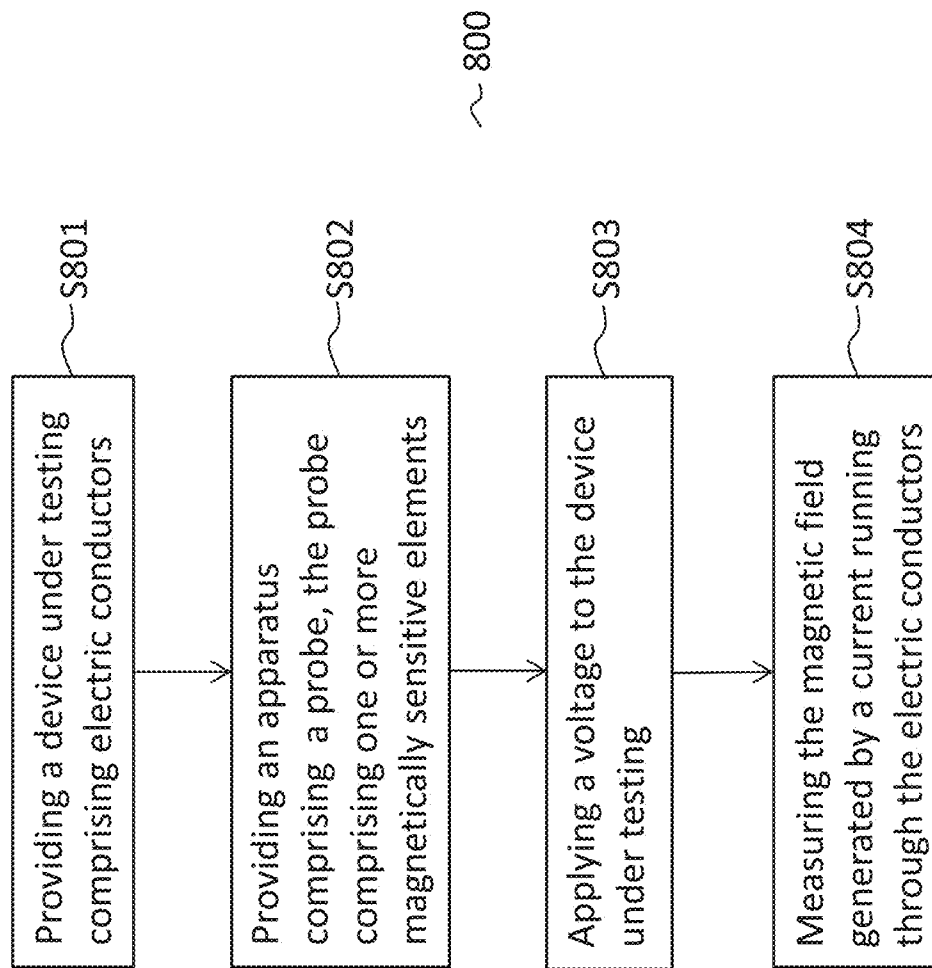 Providing a device under testing
comprising electric conductors
S801
Providing an apparatus
comprising a probe, the probe
comprising one or more
magnetically sensitive elements
S802
Applying a voltage to the device
under testing
S803
Measuring the magnetic field
generated by a current running
through the electric conductors
S804
800